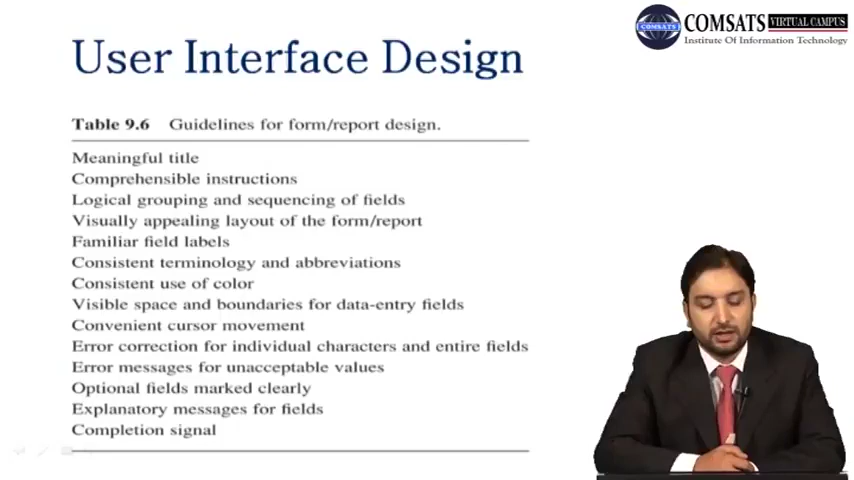 COMSATS VIRTUAL CAMPUS
COMSATS
Institute Of Information Technology
User Interface Design
Table 9.6 Guidelines for form/report design.
Meaningful title
Comprehensible instructions
Logical grouping and sequencing of fields
Visually appealing layout of the form/report
Familiar field labels
Consistent terminology and abbreviations
Consistent use of color
Visible space and boundaries for data-entry fields
Convenient cursor movement
Error correction for individual characters and entire fields
Error messages for unacceptable values
Optional fields marked clearly
Explanatory messages for fields
Completion signal